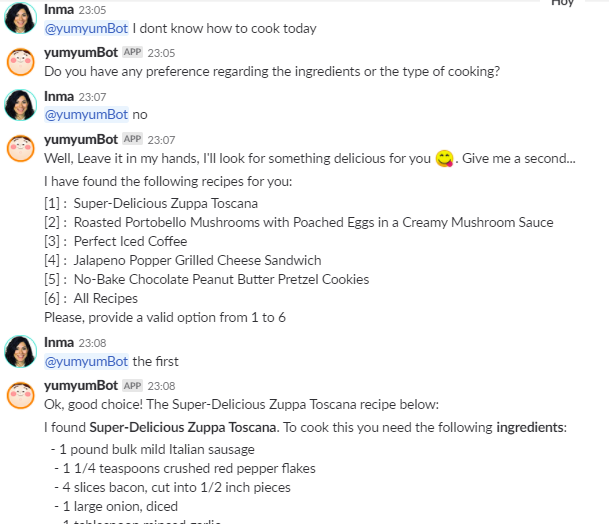 Hoy
Inma 23:05
@yumyumBot I dont know how to cook today
yumyumBot APP 23:05
Do you have any preference regarding the ingredients or the type of cooking?
Inma 23:07
@yumyumBot no
yumyumBot APP 23:07
Well, Leave it in my hands, I'll look for something delicious for you 😋. Give me a second...
I have found the following recipes for you:
[1] : Super-Delicious Zuppa Toscana
[2] : Roasted Portobello Mushrooms with Poached Eggs in a Creamy Mushroom Sauce
[3] : Perfect Iced Coffee
[4] : Jalapeno Popper Grilled Cheese Sandwich
[5] : No-Bake Chocolate Peanut Butter Pretzel Cookies
[6] : All Recipes
Please, provide a valid option from 1 to 6
Inma 23:08
@yumyumBot the first
yumyumBot APP 23:08
Ok, good choice! The Super-Delicious Zuppa Toscana recipe below:
I found Super-Delicious Zuppa Toscana. To cook this you need the following ingredients:
- 1 pound bulk mild Italian sausage
- 1 1/4 teaspoons crushed red pepper flakes
- 4 slices bacon, cut into 1/2 inch pieces
- 1 large onion, diced
- 1 tablespoon minced garlic